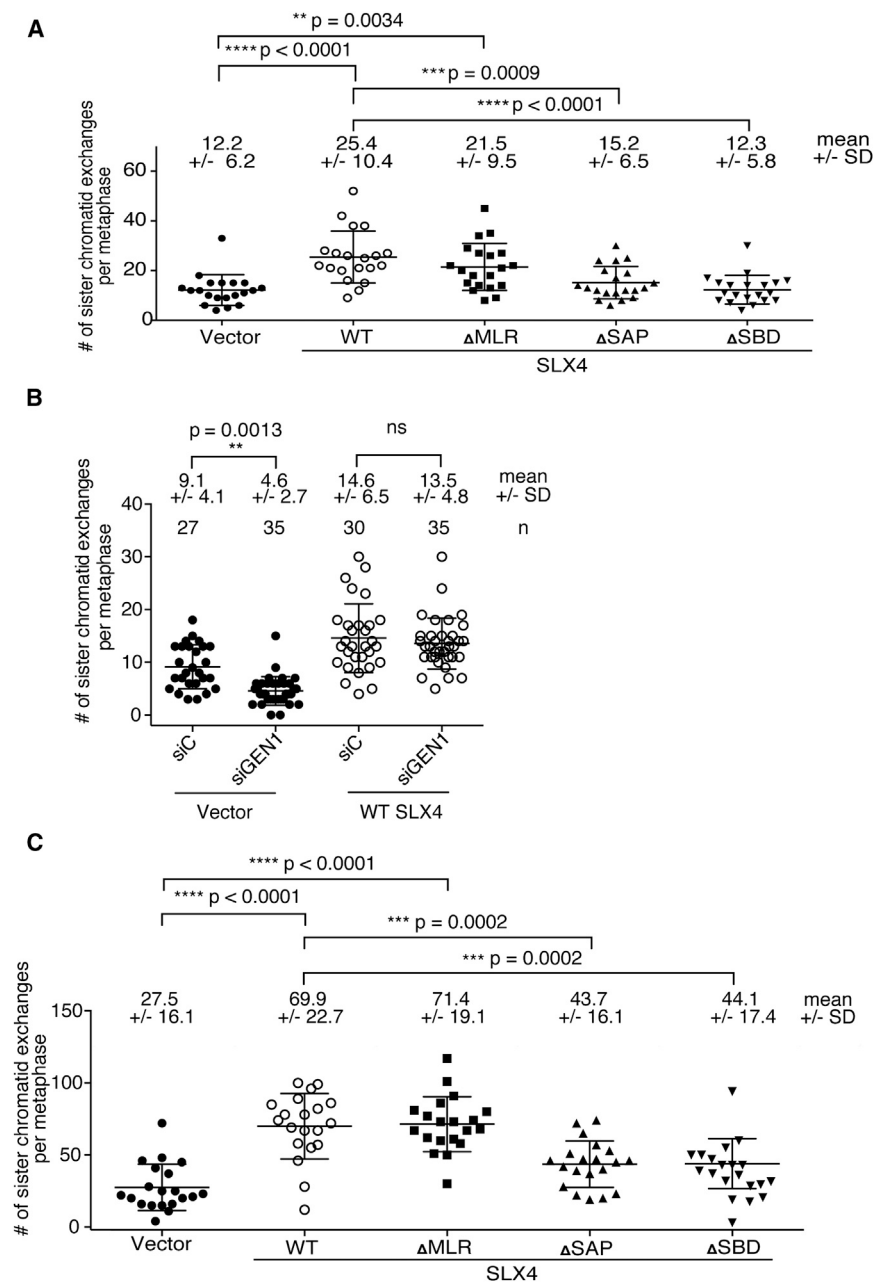 A
** p = 0.0034
**** p < 0.0001
*** p = 0.0009
**** p < 0.0001
12.2 25.4 21.5 15.2 12.3 mean
+/- 6.2 +/- 10.4 +/- 9.5 +/- 6.5 +/- 5.8 +/- SD
# of sister chromatid exchanges
per metaphase
60
40
20
0
Vector WT ΔMLR ΔSAP ΔSBD
SLX4
B
p = 0.0013 ns
**
9.1 4.6 14.6 13.5 mean
+/- 4.1 +/- 2.7 +/- 6.5 +/- 4.8 +/- SD
27 35 30 35 n
# of sister chromatid exchanges
per metaphase
40
30
20
10
0
siC siGEN1 siC siGEN1
Vector WT SLX4
C
**** p < 0.0001
**** p < 0.0001
*** p = 0.0002
*** p = 0.0002
27.5 69.9 71.4 43.7 44.1 mean
+/- 16.1 +/- 22.7 +/- 19.1 +/- 16.1 +/- 17.4 +/- SD
# of sister chromatid exchanges
per metaphase
150
100
50
0
Vector WT ΔMLR ΔSAP ΔSBD
SLX4